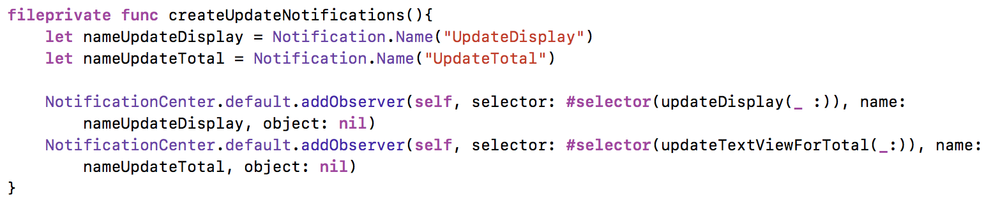 fileprivate func createUpdateNotifications(){
    let nameUpdateDisplay = Notification.Name("UpdateDisplay")
    let nameUpdateTotal = Notification.Name("UpdateTotal")

    NotificationCenter.default.addObserver(self, selector: #selector(updateDisplay(_ :)), name:
        nameUpdateDisplay, object: nil)
    NotificationCenter.default.addObserver(self, selector: #selector(updateTextViewForTotal(_:)), name:
        nameUpdateTotal, object: nil)
}